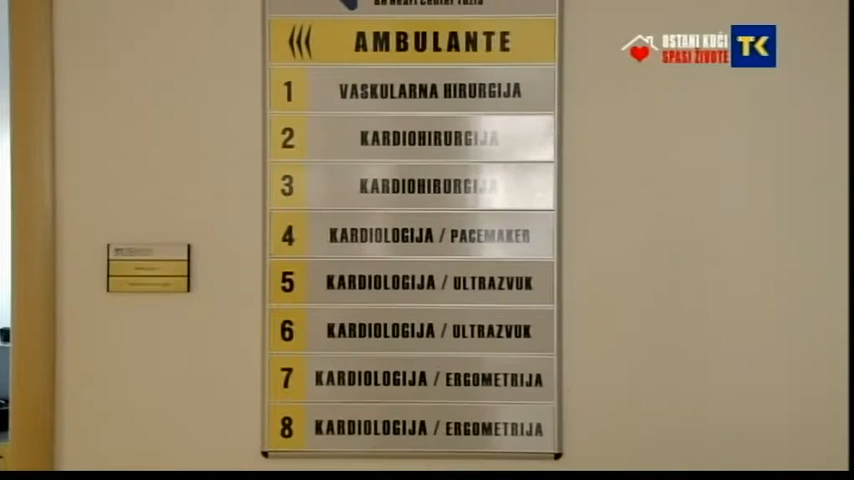 AMBULANTE
1 VASKULARNA HIRURGIJA
2 KARDIOHIRURGIJA
3 KARDIOHIRURGIJA
4 KARDIOLOGIJA / PACEMAKER
5 KARDIOLOGIJA / ULTRAZVUK
6 KARDIOLOGIJA / ULTRAZVUK
7 KARDIOLOGIJA / ERGOMETRIJA
8 KARDIOLOGIJA / ERGOMETRIJA
OSTANI KUĆI
SPASI ŽIVOTE
TK